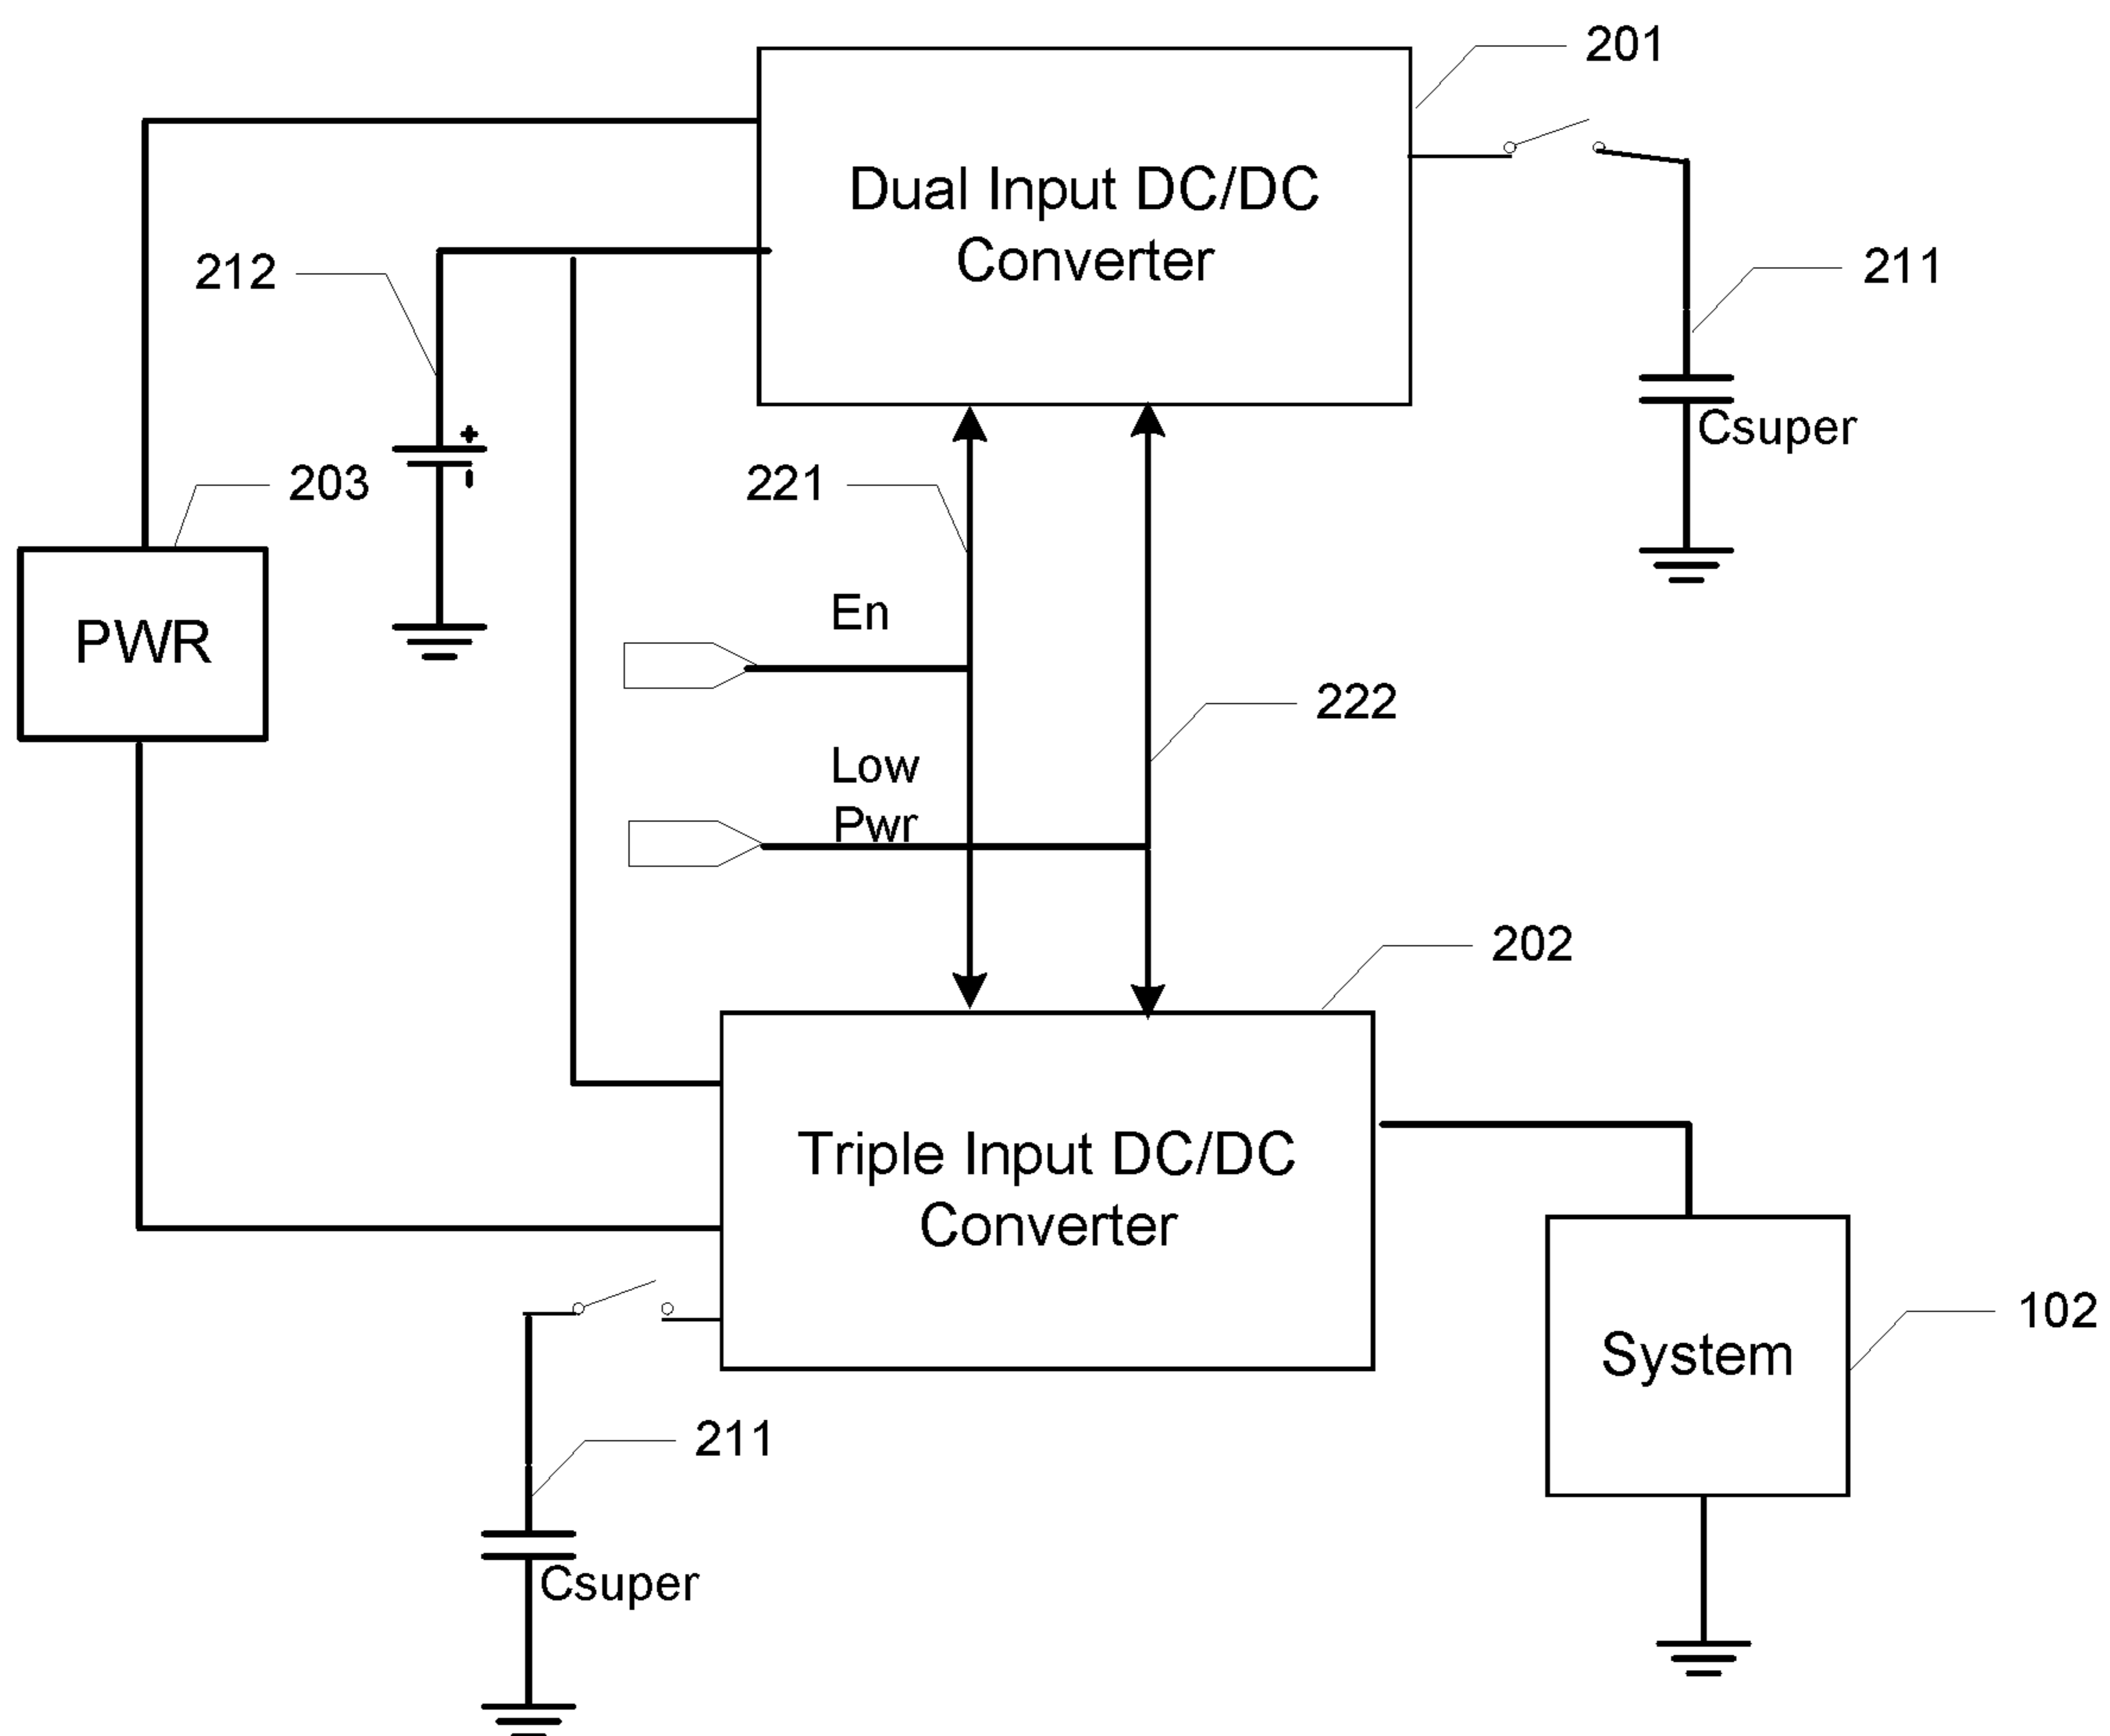 201
Dual Input DC/DC
Converter
212
211
Csuper
203
221
PWR
En
222
Low
Pwr
202
Triple Input DC/DC
Converter
102
System
211
Csuper